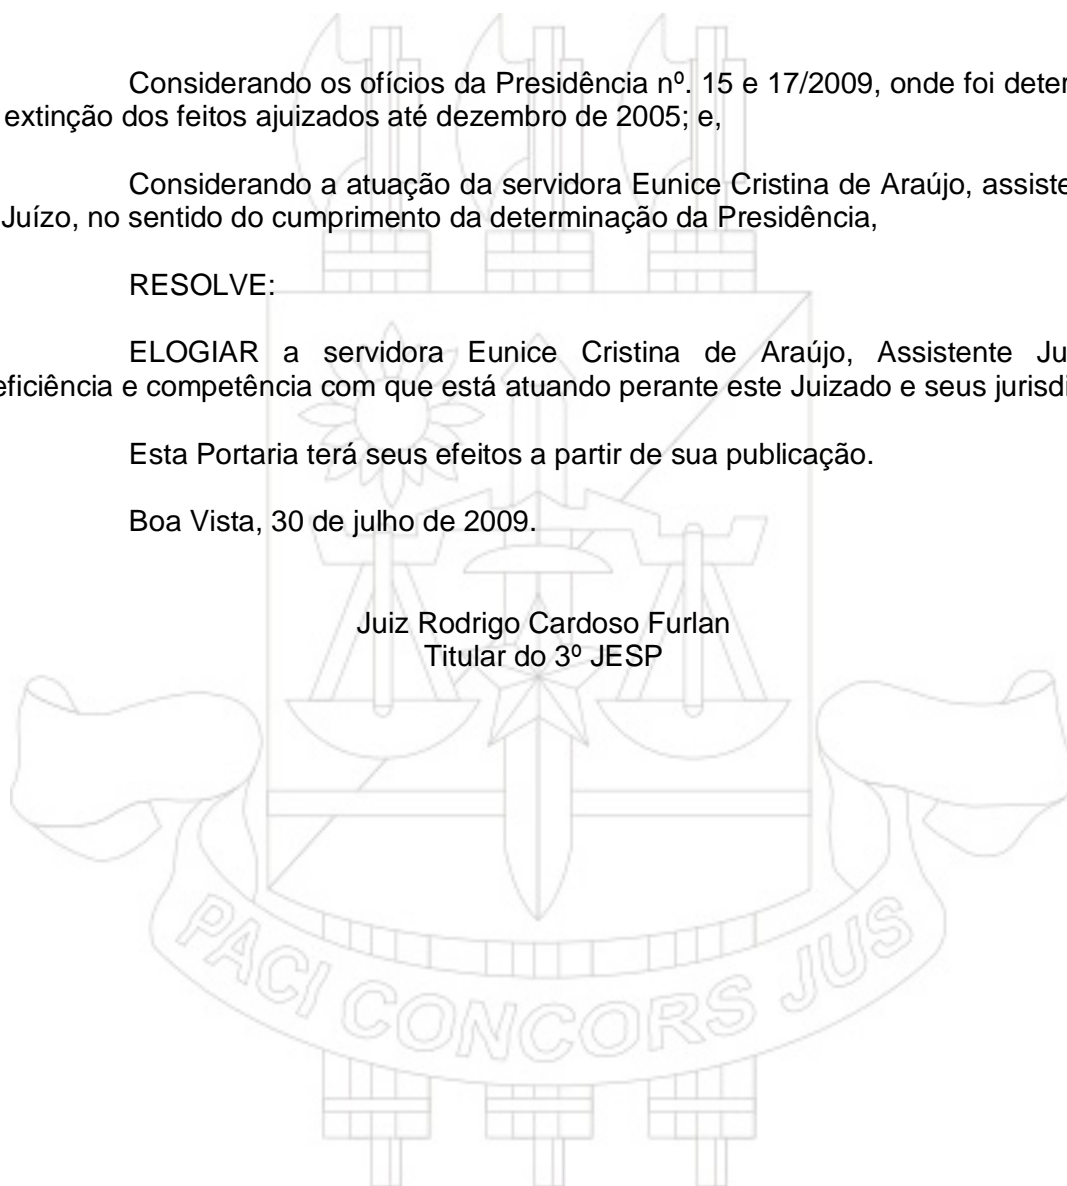 Considerando os ofícios da Presidência nº. 15 e 17/2009, onde foi deter
extinção dos feitos ajuizados até dezembro de 2005; e,
Considerando a atuação da servidora Eunice Cristina de Araújo, assiste
Juízo, no sentido do cumprimento da determinação da Presidência,
RESOLVE:
ELOGIAR a servidora Eunice Cristina de Araújo, Assistente Ju
eficiência e competência com que está atuando perante este Juizado e seus jurisdi
Esta Portaria terá seus efeitos a partir de sua publicação.
Boa Vista, 30 de julho de 2009.
Juiz Rodrigo Cardoso Furlan
Titular do 3º JESP
PACI CONCORS JUS